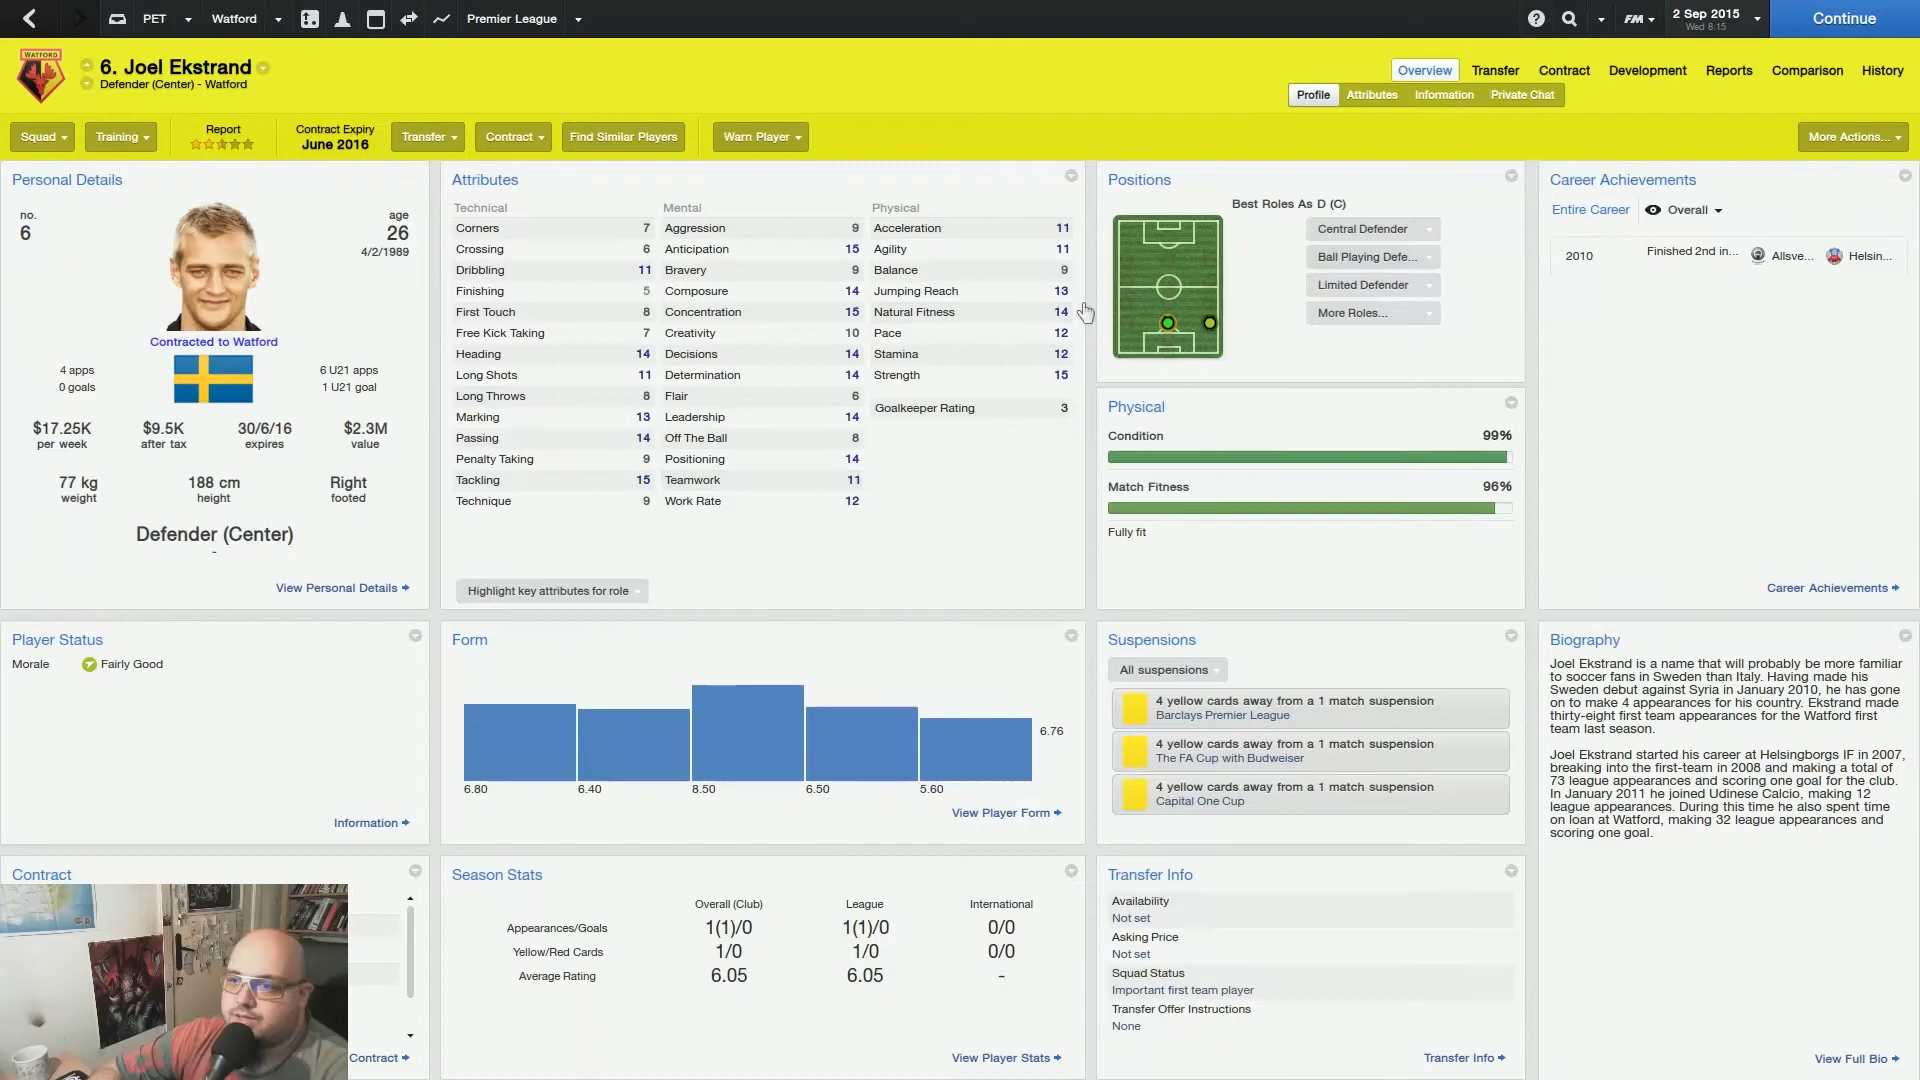 PET
Watford
Premier League
FM
2 Sep 2015
Wed 8:15
Continue
WATFORD
6. Joel Ekstrand
Defender (Center) - Watford
Overview
Transfer
Contract
Development
Reports
Comparison
History
Profile
Attributes
Information
Private Chat
Squad
Training
Report
Contract Expiry
June 2016
Transfer
Contract
Find Similar Players
Warn Player
More Actions...
Personal Details
no.
6
age
26
4/2/1989
Contracted to Watford
4 apps
0 goals
6 U21 apps
1 U21 goal
$17.25K
per week
$9.5K
after tax
30/6/16
expires
$2.3M
value
77 kg
weight
188 cm
height
Right
footed
Defender (Center)
-
View Personal Details
Attributes
Technical
Corners 7
Crossing 6
Dribbling 11
Finishing 5
First Touch 8
Free Kick Taking 7
Heading 14
Long Shots 11
Long Throws 8
Marking 13
Passing 14
Penalty Taking 9
Tackling 15
Technique 9
Mental
Aggression 9
Anticipation 15
Bravery 9
Composure 14
Concentration 15
Creativity 10
Decisions 14
Determination 14
Flair 6
Leadership 14
Off The Ball 8
Positioning 14
Teamwork 11
Work Rate 12
Physical
Acceleration 11
Agility 11
Balance 9
Jumping Reach 13
Natural Fitness 14
Pace 12
Stamina 12
Strength 15
Goalkeeper Rating 3
Highlight key attributes for role
Positions
Best Roles As D (C)
Central Defender
Ball Playing Defe...
Limited Defender
More Roles...
Physical
Condition 99%
Match Fitness 96%
Fully fit
Career Achievements
Entire Career
Overall
2010 Finished 2nd in... Allsve... Helsin...
Career Achievements
Player Status
Morale Fairly Good
Information
Form
6.76
6.80 6.40 8.50 6.50 5.60
View Player Form
Suspensions
All suspensions
4 yellow cards away from a 1 match suspension
Barclays Premier League
4 yellow cards away from a 1 match suspension
The FA Cup with Budweiser
4 yellow cards away from a 1 match suspension
Capital One Cup
Biography
Joel Ekstrand is a name that will probably be more familiar
to soccer fans in Sweden than Italy. Having made his
Sweden debut against Syria in January 2010, he has gone
on to make 4 appearances for his country. Ekstrand made
thirty-eight first team appearances for the Watford first
team last season.
Joel Ekstrand started his career at Helsingborgs IF in 2007,
breaking into the first-team in 2008 and making a total of
73 league appearances and scoring one goal for the club.
In January 2011 he joined Udinese Calcio, making 12
league appearances. During this time he also spent time
on loan at Watford, making 32 league appearances and
scoring one goal.
View Full Bio
Contract
Contract
Season Stats
Overall (Club) League International
Appearances/Goals 1(1)/0 1(1)/0 0/0
Yellow/Red Cards 1/0 1/0 0/0
Average Rating 6.05 6.05 -
View Player Stats
Transfer Info
Availability
Not set
Asking Price
Not set
Squad Status
Important first team player
Transfer Offer Instructions
None
Transfer Info